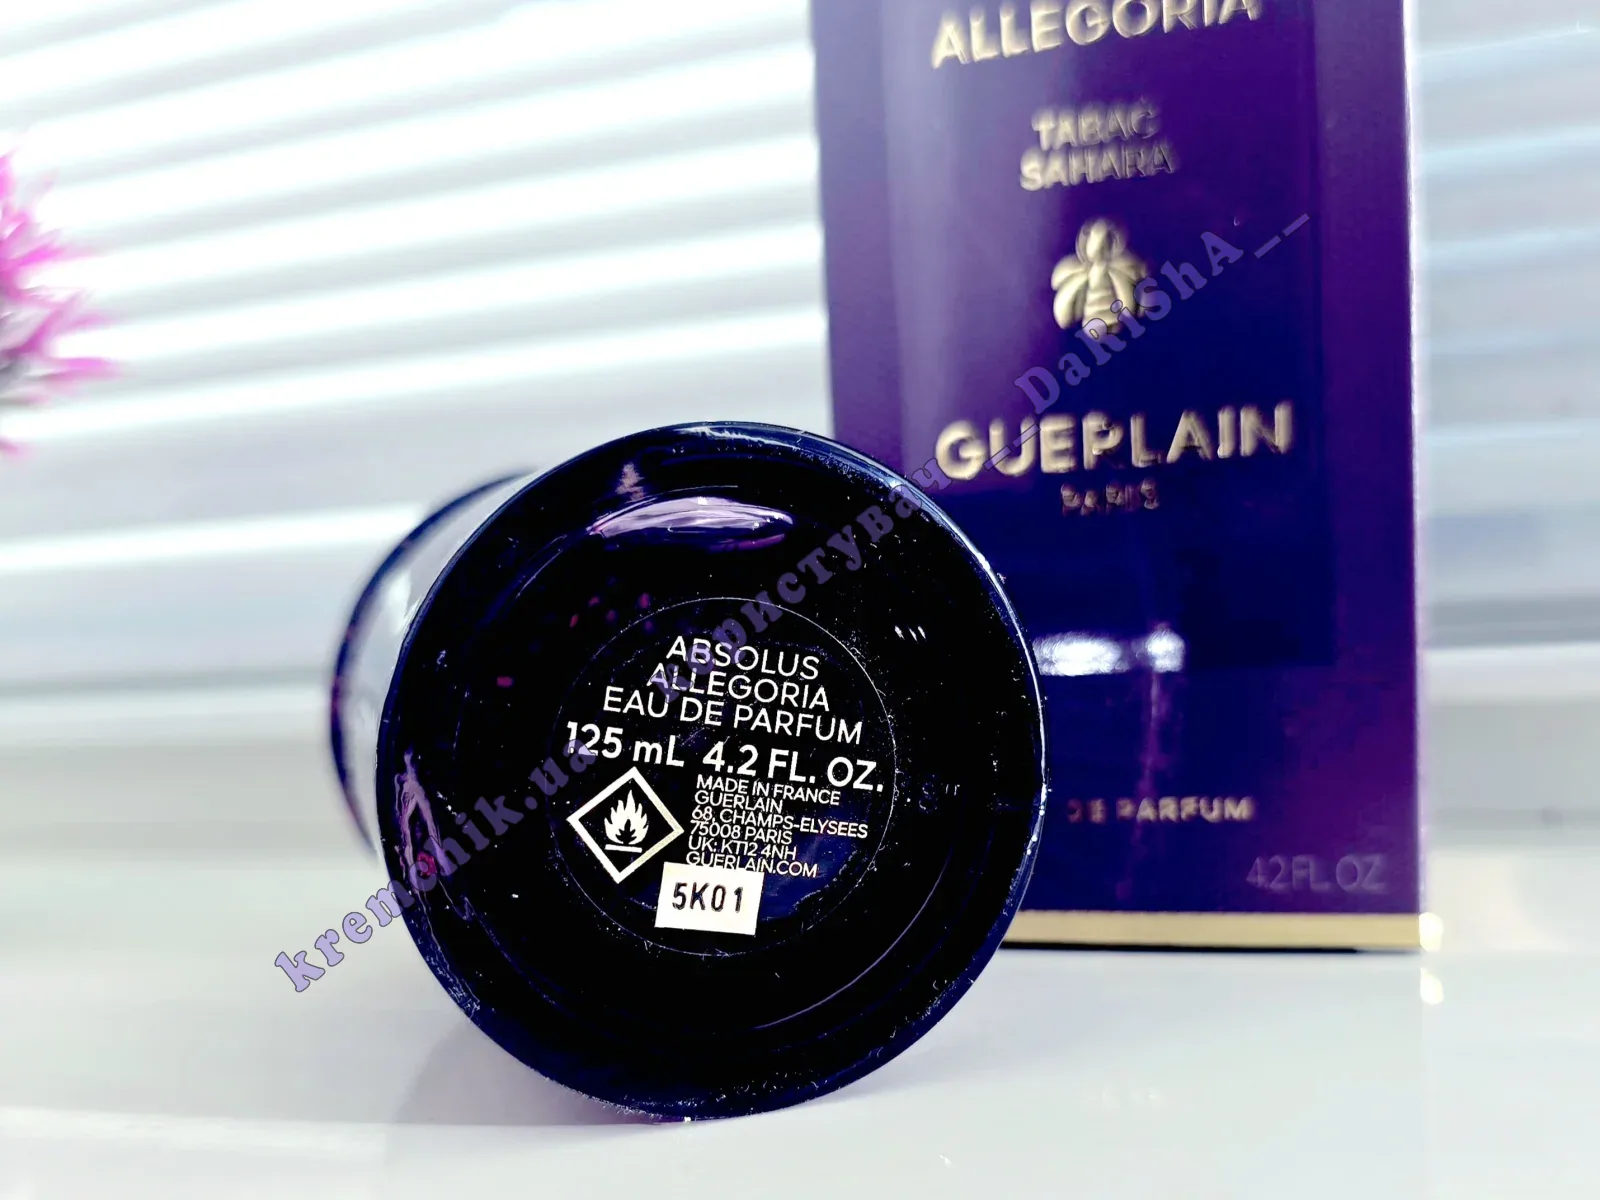 ALLEGORIA
TABAC
SAHARA
GUERLAIN
PARIS
DE PARFUM
4.2 FL OZ
ABSOLUS
ALLEGORIA
EAU DE PARFUM
125 mL 4.2 FL. OZ.
MADE IN FRANCE
GUERLAIN
68, CHAMPS-ELYSEES
75008 PARIS
UK: KT12 4NH
GUERLAIN.COM
5K01
kremchik.ua користувач __DaRiShA__